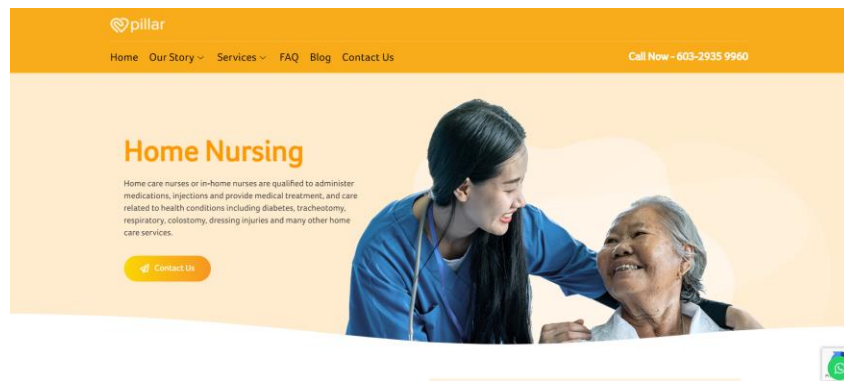 pillar
Home Our Story Services FAQ Blog Contact Us
Call Now - 603-2935 9960
Home Nursing
Home care nurses or in-home nurses are qualified to administer
medications, injections and provide medical treatment, and care
related to health conditions including diabetes, tracheotomy,
respiratory, colostomy, dressing injuries and many other home
care services.
Contact Us